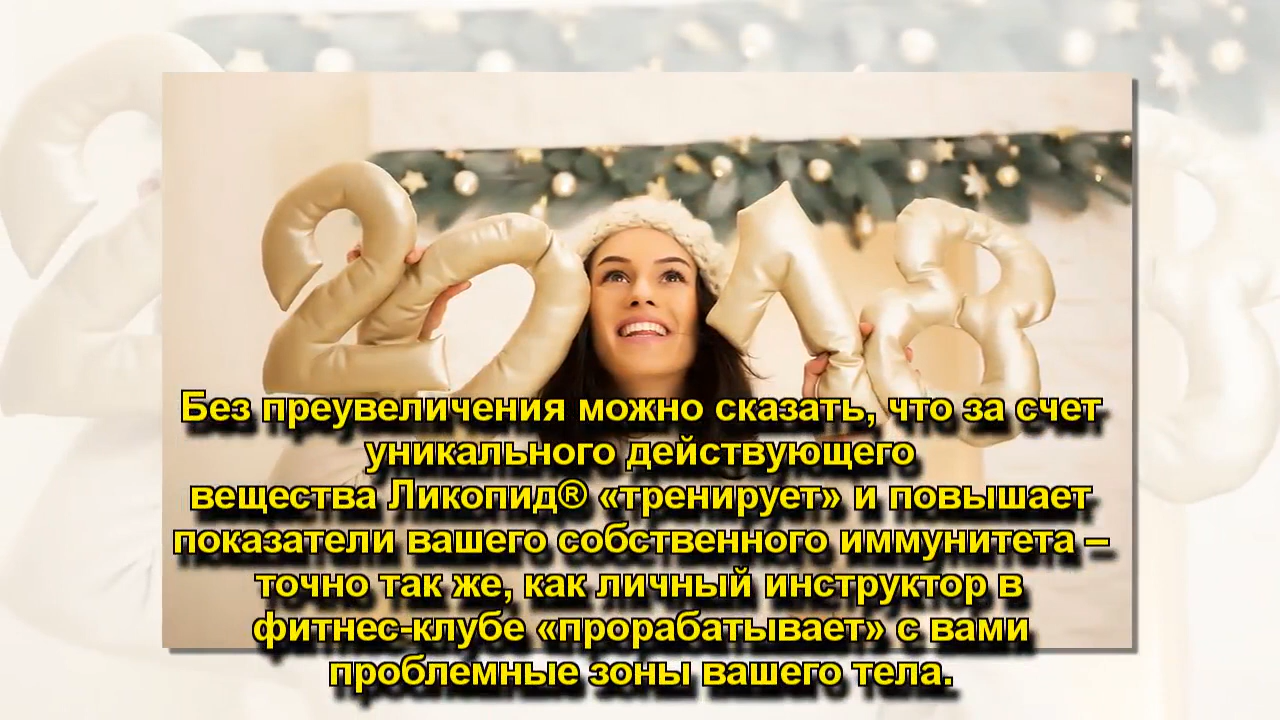 2018
Без преувеличения можно сказать, что за счет
уникального действующего
вещества Ликопид® «тренирует» и повышает
показатели вашего собственного иммунитета –
точно так же, как личный инструктор в
фитнес-клубе «прорабатывает» с вами
проблемные зоны вашего тела.